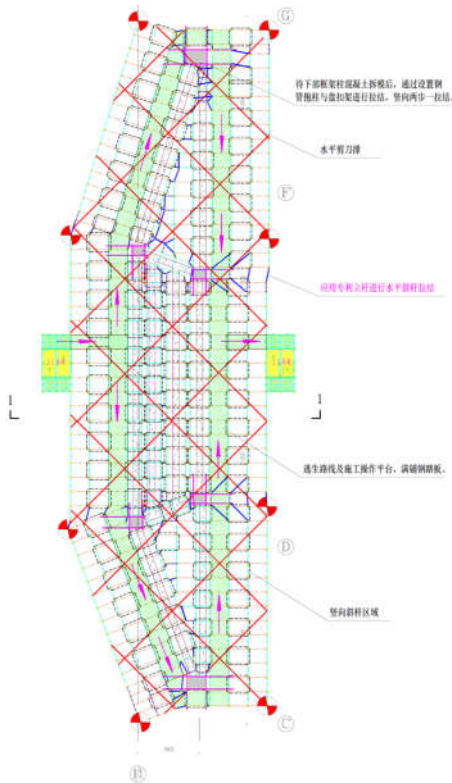 G
待下部框架柱混凝土拆模后，通过设置钢
管抱柱与盘扣架进行拉结，竖向两步一拉结。
水平剪刀撑
F
应用专利立杆进行水平斜杆拉结
1
1
逃生路线及施工操作平台，满铺钢踏板。
D
竖向斜杆区域
C